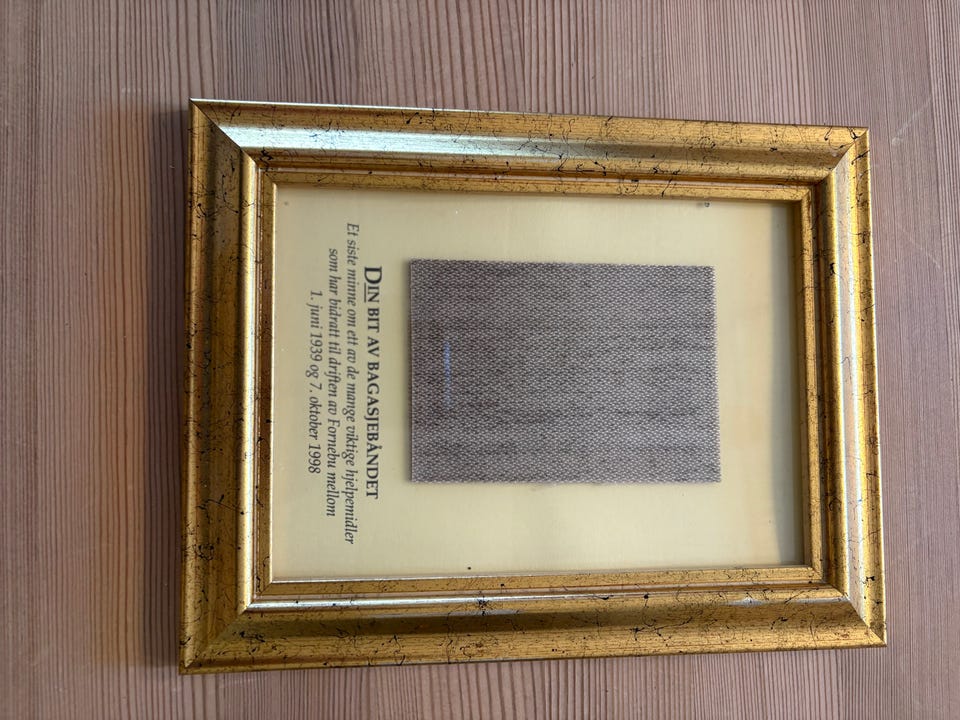 DIN BIT AV BAGASJEBÅNDET
Et siste minne om ett av de mange viktige hjelpemidler
som har bidratt til driften av Fornebu mellom
1. juni 1939 og 7. oktober 1998